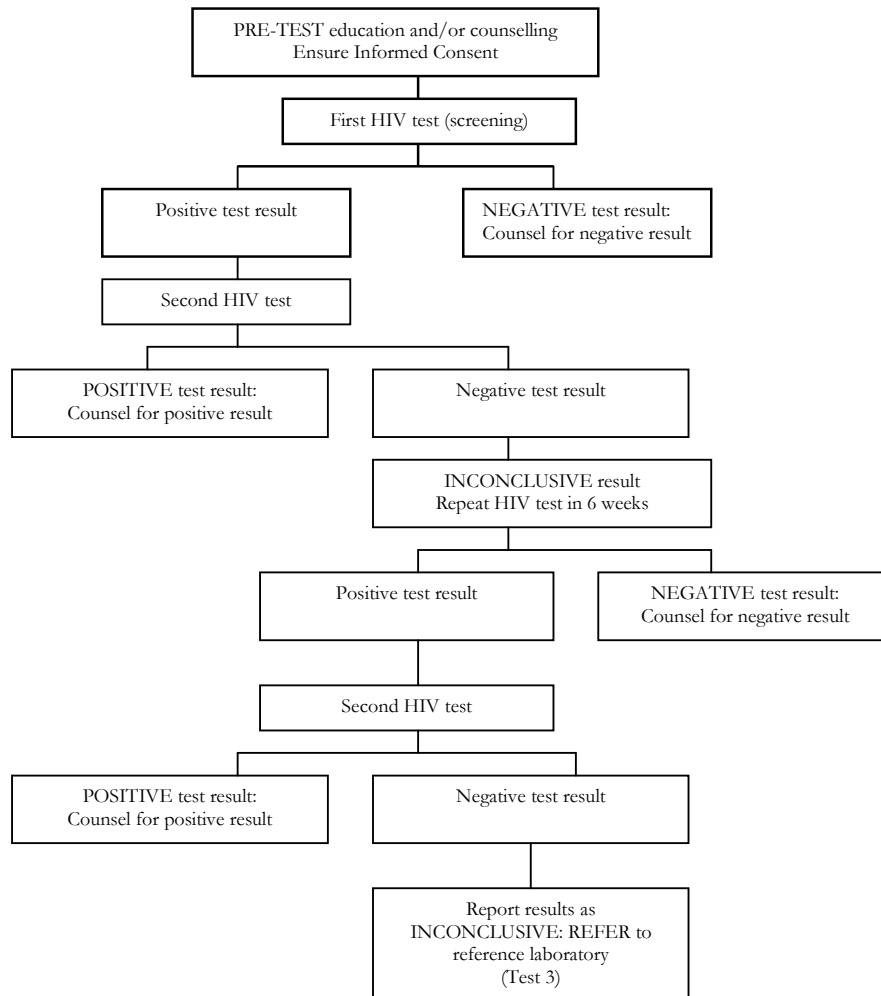 PRE-TEST education and/or counselling
Ensure Informed Consent
First HIV test (screening)
Positive test result
NEGATIVE test result:
Counsel for negative result
Second HIV test
POSITIVE test result:
Counsel for positive result
Negative test result
INCONCLUSIVE result
Repeat HIV test in 6 weeks
Positive test result
NEGATIVE test result:
Counsel for negative result
Second HIV test
POSITIVE test result:
Counsel for positive result
Negative test result
Report results as
INCONCLUSIVE: REFER to
reference laboratory
(Test 3)